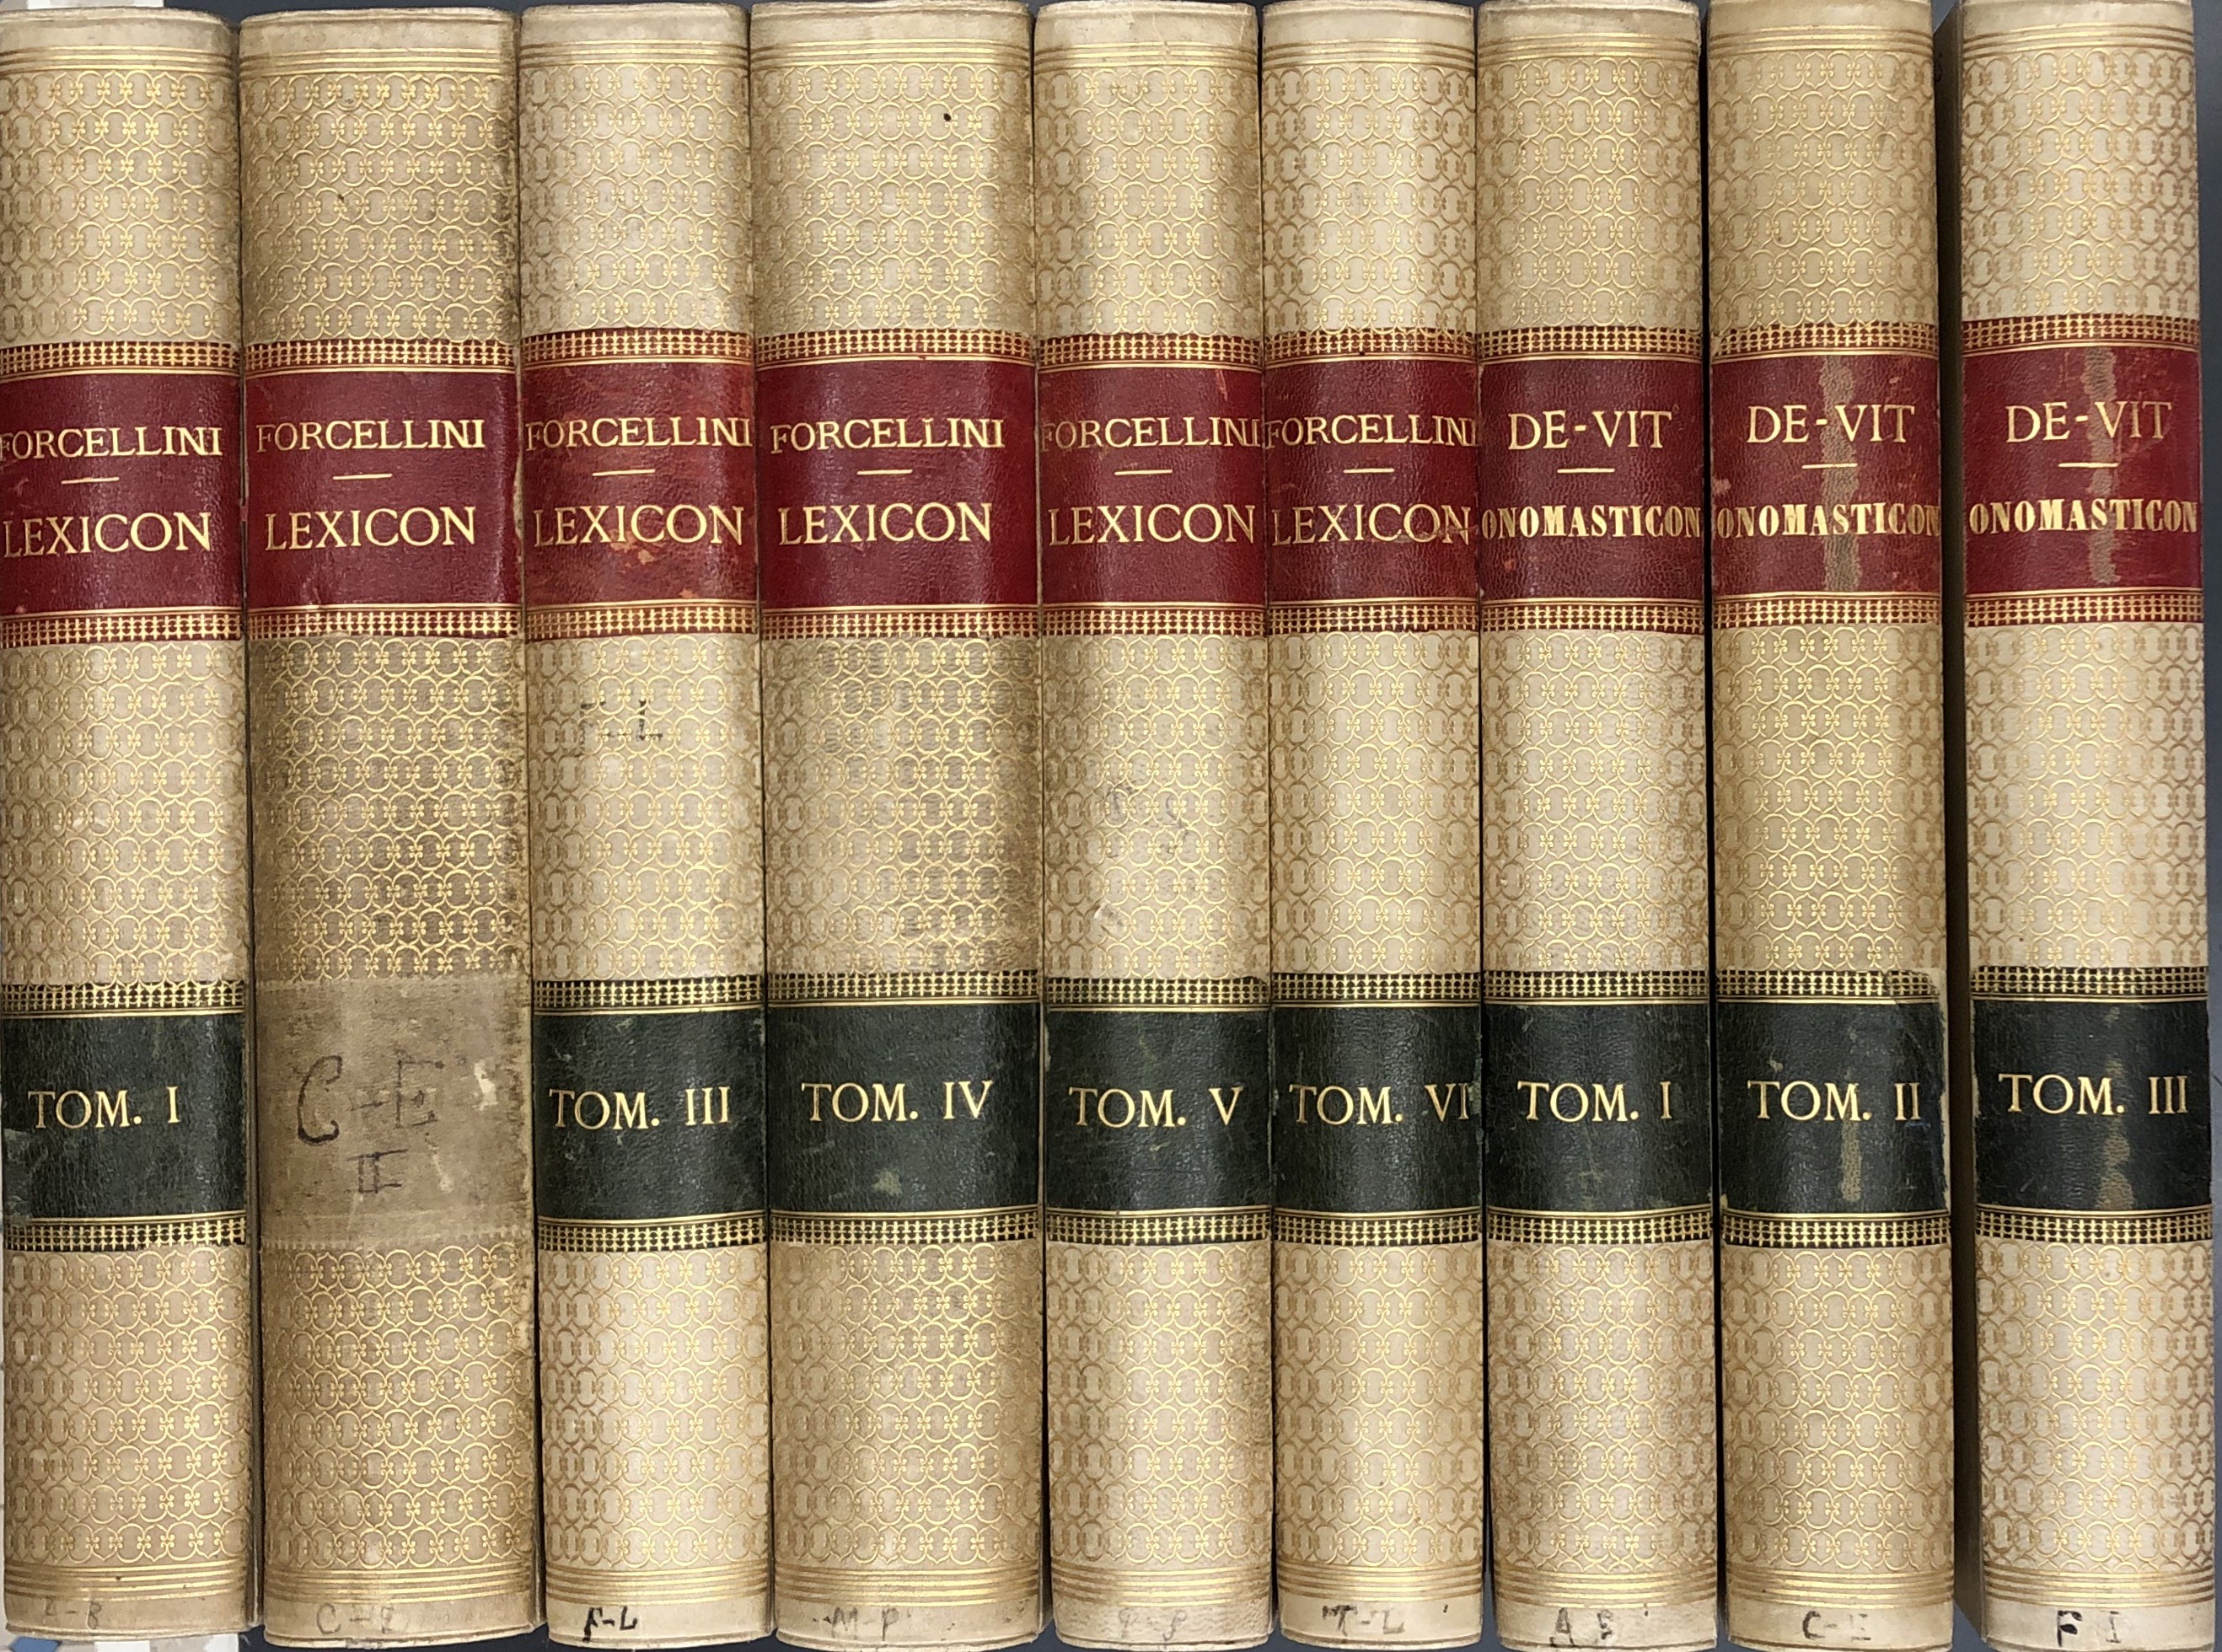 FORCELLINI
LEXICON
TOM. I
A-B
FORCELLINI
LEXICON
C-E
II
FORCELLINI
LEXICON
TOM. III
F-L
FORCELLINI
LEXICON
TOM. IV
M-P
FORCELLINI
LEXICON
TOM. V
FORCELLINI
LEXICON
TOM. VI
DE-VIT
ONOMASTICON
TOM. I
A B
DE-VIT
ONOMASTICON
TOM. II
DE-VIT
ONOMASTICON
TOM. III
F I